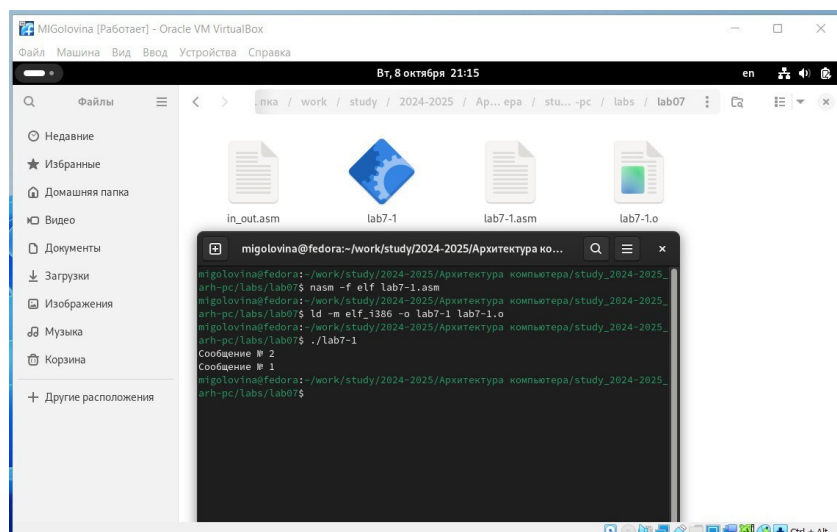 MIGolovina [Работает] - Oracle VM VirtualBox
Файл Машина Вид Ввод Устройства Справка
Вт, 8 октября 21:15
en
Файлы
...пка / work / study / 2024-2025 / Ар... ера / stu... -pc / labs / lab07
Недавние
Избранные
Домашняя папка
Видео
Документы
Загрузки
Изображения
Музыка
Корзина
+ Другие расположения
in_out.asm
lab7-1
lab7-1.asm
lab7-1.o
migolovina@fedora:~/work/study/2024-2025/Архитектура ко...
migolovina@fedora:~/work/study/2024-2025/Архитектура компьютера/study_2024-2025_
arh-pc/labs/lab07$ nasm -f elf lab7-1.asm
migolovina@fedora:~/work/study/2024-2025/Архитектура компьютера/study_2024-2025_
arh-pc/labs/lab07$ ld -m elf_i386 -o lab7-1 lab7-1.o
migolovina@fedora:~/work/study/2024-2025/Архитектура компьютера/study_2024-2025_
arh-pc/labs/lab07$ ./lab7-1
Сообщение № 2
Сообщение № 1
migolovina@fedora:~/work/study/2024-2025/Архитектура компьютера/study_2024-2025_
arh-pc/labs/lab07$
Ctrl + Alt